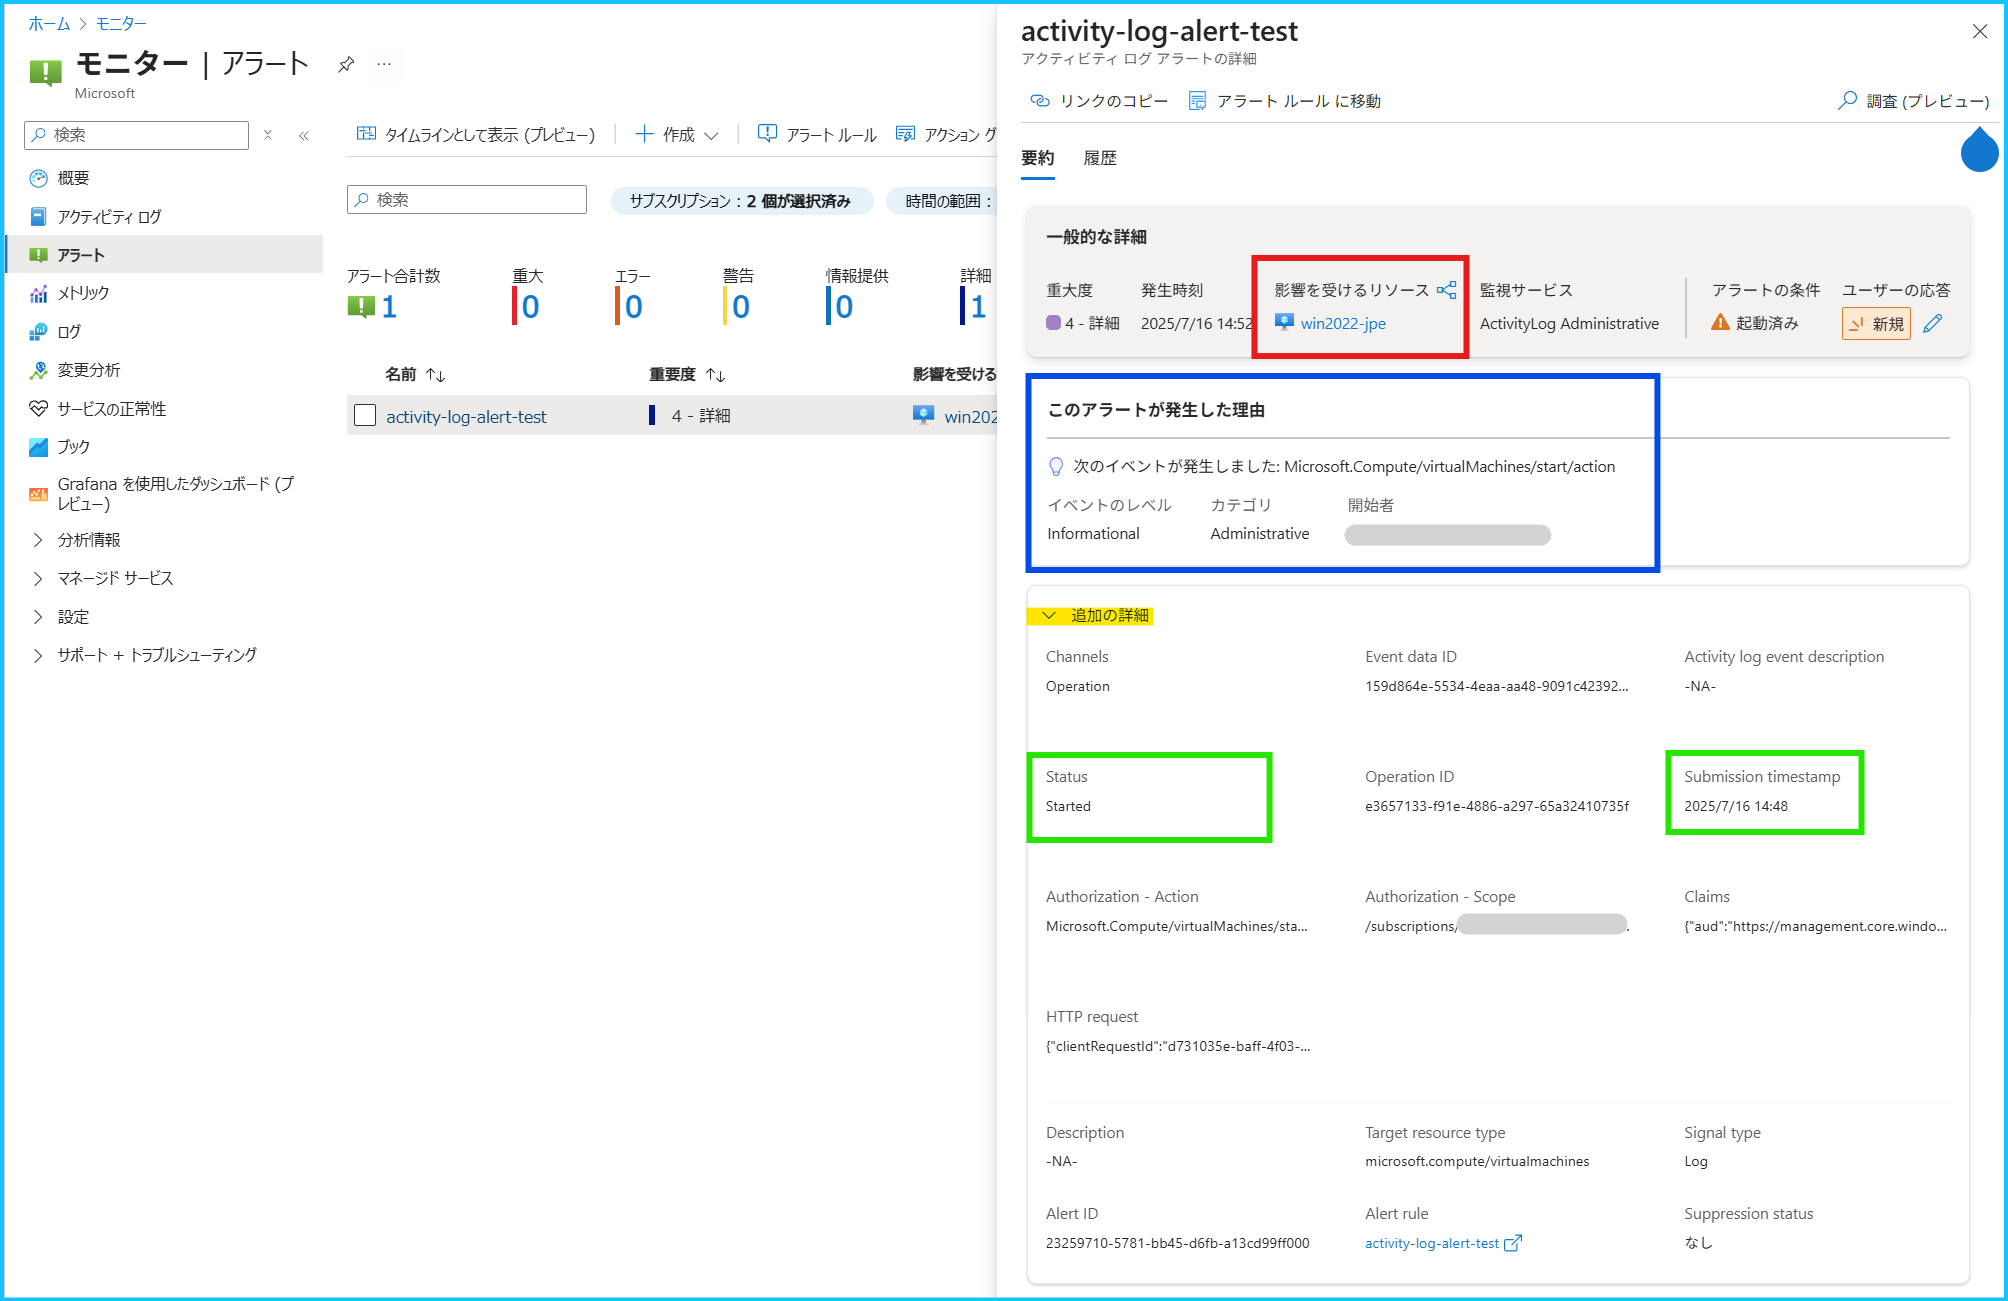 ホーム > モニター
モニター | アラート
Microsoft
検索
概要
アクティビティ ログ
アラート
メトリック
ログ
変更分析
サービスの正常性
ブック
Grafana を使用したダッシュボード (プ
レビュー)
分析情報
マネージド サービス
設定
サポート + トラブルシューティング
タイムラインとして表示 (プレビュー) 作成 アラート ルール アクション グ
検索 サブスクリプション : 2 個が選択済み 時間の範囲 :
アラート合計数 重大 エラー 警告 情報提供 詳細
1 0 0 0 0 1
名前 重要度 影響を受ける
activity-log-alert-test 4 - 詳細 win202
activity-log-alert-test
アクティビティ ログ アラートの詳細
リンクのコピー アラート ルール に移動 調査 (プレビュー)
要約 履歴
一般的な詳細
重大度 発生時刻 影響を受けるリソース 監視サービス アラートの条件 ユーザーの応答
4 - 詳細 2025/7/16 14:52 win2022-jpe ActivityLog Administrative 起動済み 新規
このアラートが発生した理由
次のイベントが発生しました: Microsoft.Compute/virtualMachines/start/action
イベントのレベル カテゴリ 開始者
Informational Administrative
追加の詳細
Channels Event data ID Activity log event description
Operation 159d864e-5534-4eaa-aa48-9091c42392... -NA-
Status Operation ID Submission timestamp
Started e3657133-f91e-4886-a297-65a32410735f 2025/7/16 14:48
Authorization - Action Authorization - Scope Claims
Microsoft.Compute/virtualMachines/sta... /subscriptions/ . {"aud":"https://management.core.windo...
HTTP request
{"clientRequestId":"d731035e-baff-4f03-...
Description Target resource type Signal type
-NA- microsoft.compute/virtualmachines Log
Alert ID Alert rule Suppression status
23259710-5781-bb45-d6fb-a13cd99ff000 activity-log-alert-test なし